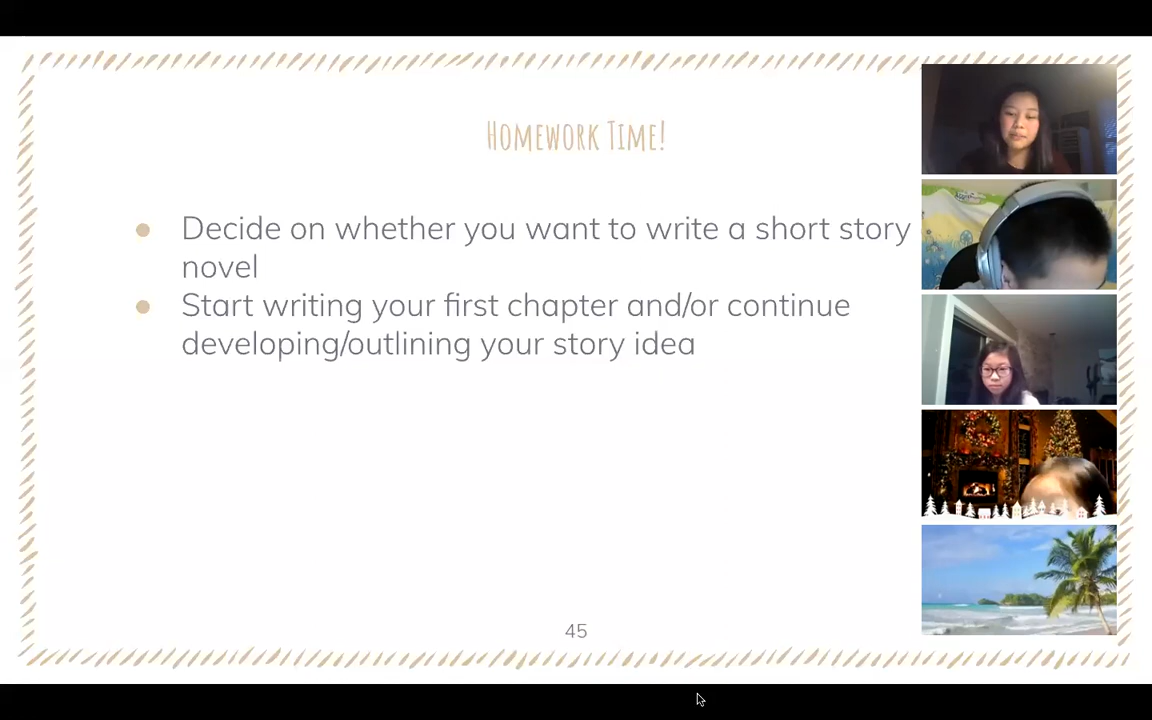 Homework Time!
Decide on whether you want to write a short story
novel
Start writing your first chapter and/or continue
developing/outlining your story idea
45